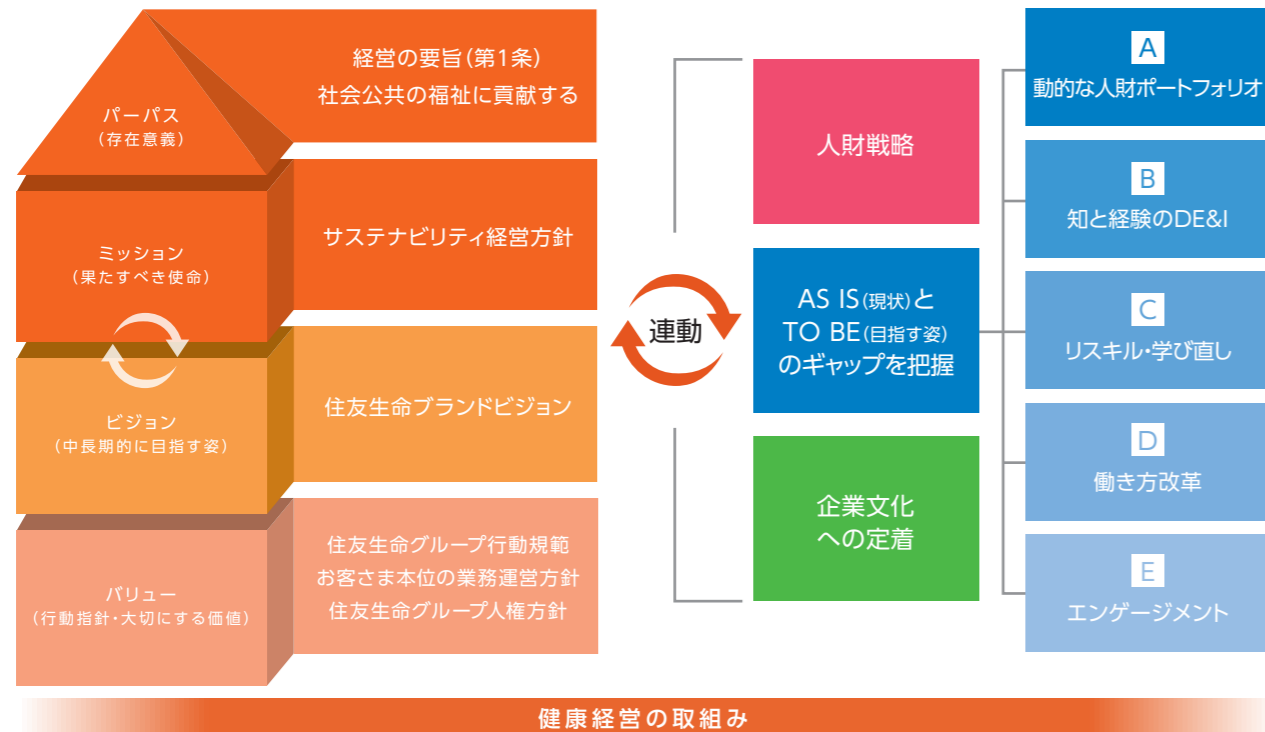 パーパス
(存在意義)
経営の要旨(第1条)
社会公共の福祉に貢献する
ミッション
(果たすべき使命)
サステナビリティ経営方針
ビジョン
(中長期的に目指す姿)
住友生命ブランドビジョン
バリュー
(行動指針・大切にする価値)
住友生命グループ行動規範
お客さま本位の業務運営方針
住友生命グループ人権方針
連動
人財戦略
AS IS(現状)と
TO BE(目指す姿)
のギャップを把握
企業文化
への定着
A
動的な人財ポートフォリオ
B
知と経験のDE&I
C
リスキル・学び直し
D
働き方改革
E
エンゲージメント
健康経営の取組み